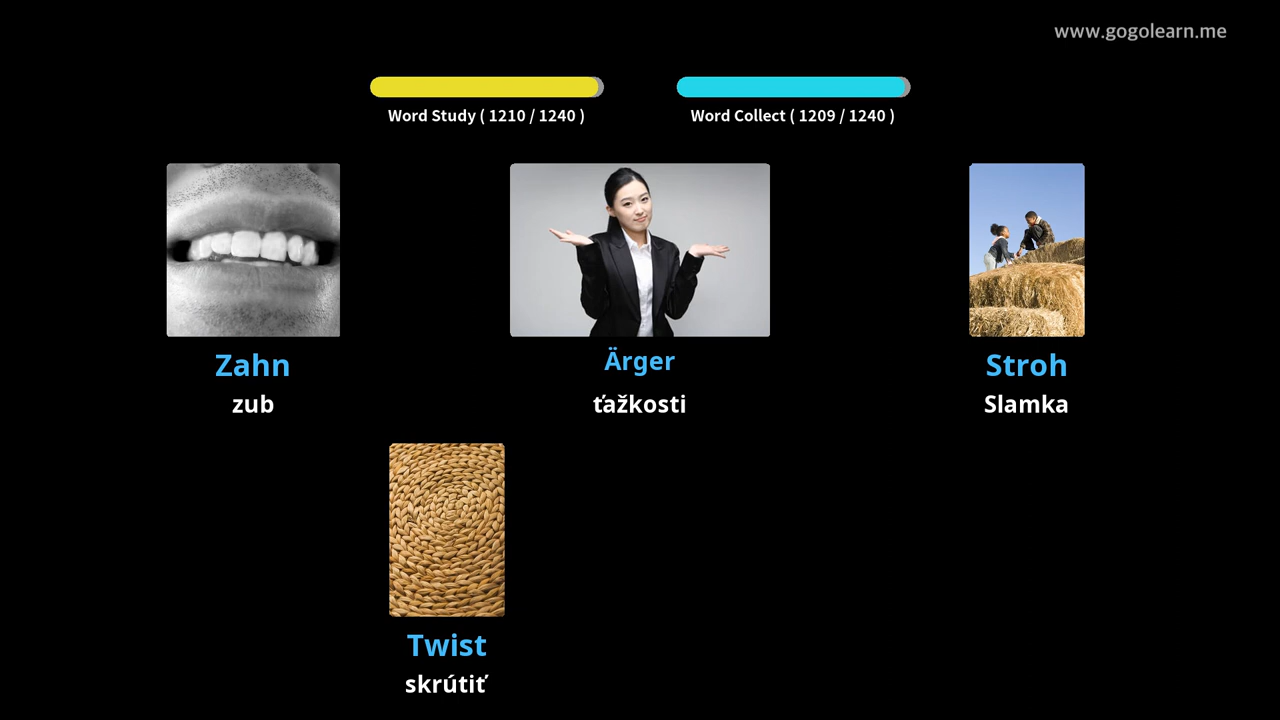 www.gogolearn.me
Word Study ( 1210 / 1240 )
Word Collect ( 1209 / 1240 )
Zahn
zub
Ärger
ťažkosti
Stroh
Slamka
Twist
skrútiť